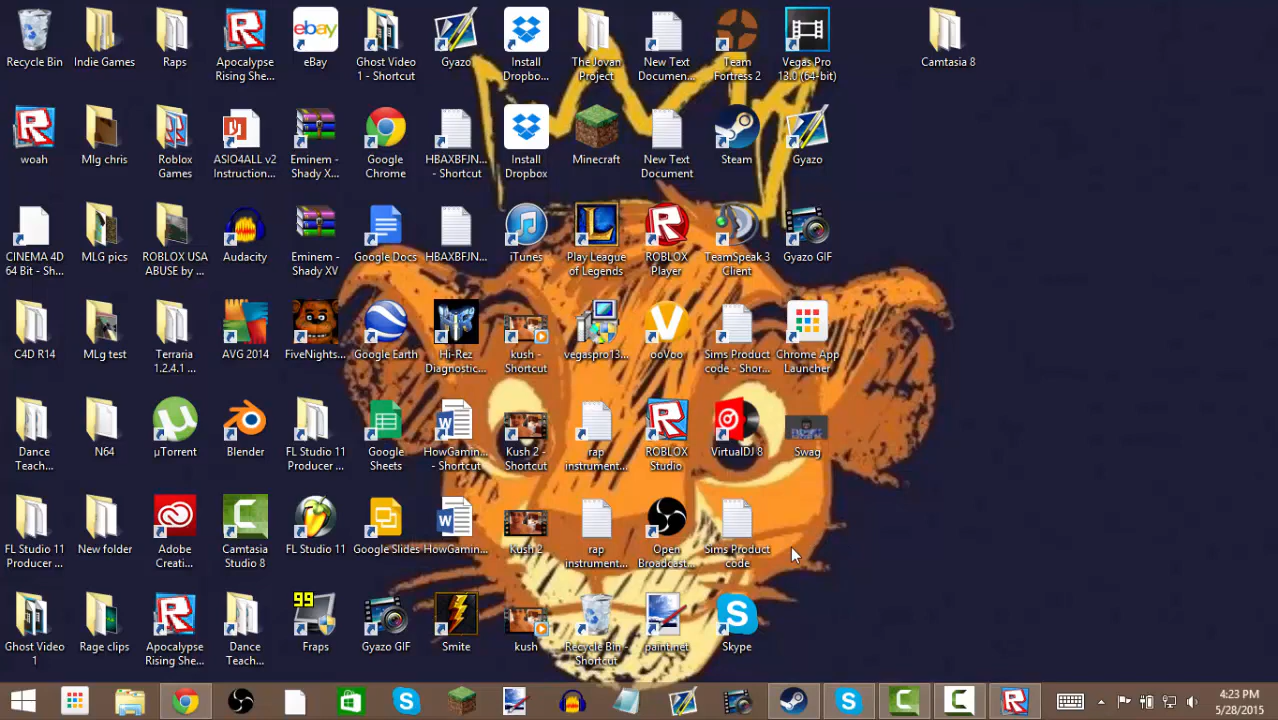 Recycle Bin
Indie Games
Raps
Apocalypse
Rising She...
eBay
Ghost Video
1 - Shortcut
Gyazo
Install
Dropbo...
The Jovan
Project
New Text
Documen...
Team
Fortress 2
Vegas Pro
13.0 (64-bit)
Camtasia 8
woah
Mlg chris
Roblox
Games
ASIO4ALL v2
Instruction...
Eminem -
Shady X...
Google
Chrome
HBAXBFJN...
- Shortcut
Install
Dropbox
Minecraft
New Text
Document
Steam
Gyazo
CINEMA 4D
64 Bit - Sh...
MLG pics
ROBLOX USA
ABUSE by ...
Audacity
Eminem -
Shady XV
Google Docs
HBAXBFJN...
iTunes
Play League
of Legends
ROBLOX
Player
TeamSpeak 3
Client
Gyazo GIF
C4D R14
MLg test
Terraria
1.2.4.1 ...
AVG 2014
FiveNights...
Google Earth
Hi-Rez
Diagnostic...
kush -
Shortcut
vegaspro13...
ooVoo
Sims Product
code - Shor...
Chrome App
Launcher
Dance
Teach...
N64
µTorrent
Blender
FL Studio 11
Producer ...
Google
Sheets
HowGamin...
- Shortcut
Kush 2 -
Shortcut
rap
instrument...
ROBLOX
Studio
VirtualDJ 8
Swag
FL Studio 11
Producer ...
New folder
Adobe
Creati...
Camtasia
Studio 8
FL Studio 11
Google Slides
HowGamin...
Kush 2
rap
instrument...
Open
Broadcast...
Sims Product
code
Ghost Video
1
Rage clips
Apocalypse
Rising She...
Dance
Teach...
99
Fraps
Gyazo GIF
Smite
kush
Recycle Bin -
Shortcut
paint.net
Skype
4:23 PM
5/28/2015